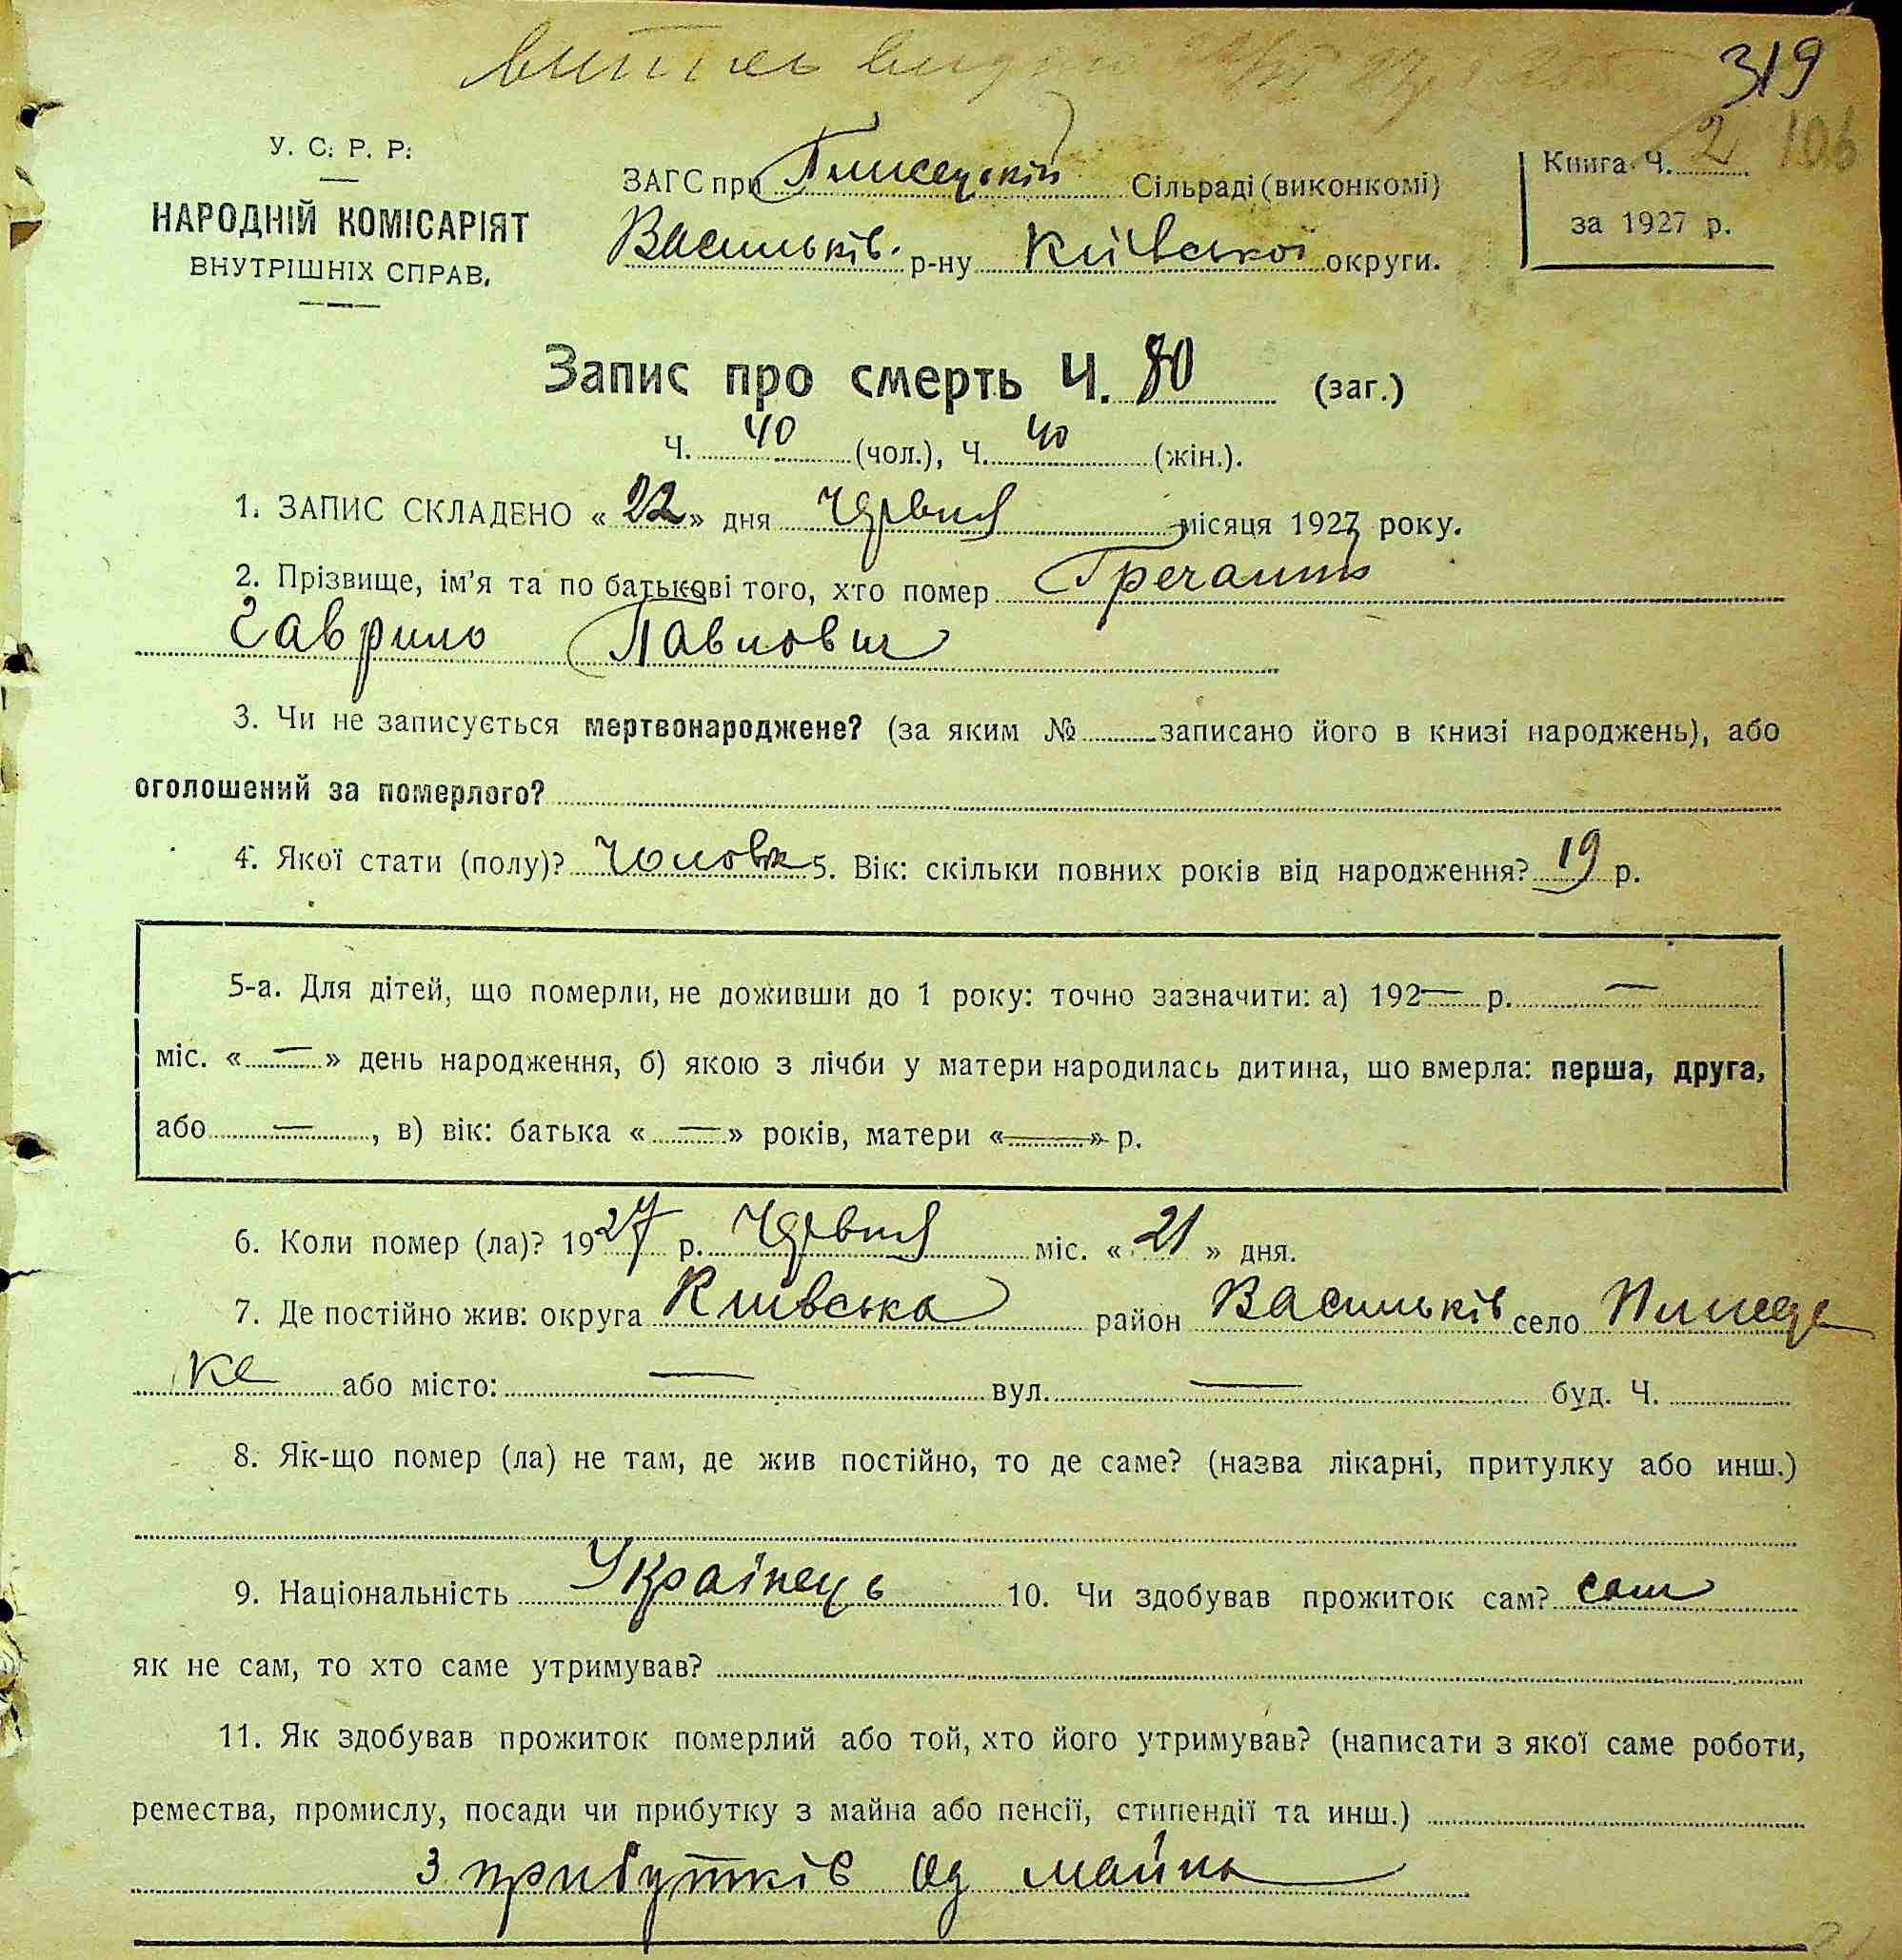 витяг видано
319
2 106
У. С. Р. Р.
НАРОДНІЙ КОМІСАРІЯТ
ВНУТРІШНІХ СПРАВ.
ЗАГС при Плисецькій Сільраді (виконкомі)
Васильків. р-ну Київської округи.
Книга Ч. 2
за 1927 р.
Запис про смерть Ч. 80 (заг.)
Ч. 40 (чол.), Ч. 40 (жін.).
1. ЗАПИС СКЛАДЕНО « 22 » дня червня місяця 1927 року.
2. Прізвище, ім'я та по батькові того, хто помер Гречаник
Гаврило Павлович
3. Чи не записується мертвонароджене? (за яким № записано його в книзі народжень), або
оголошений за померлого?
4. Якої стати (полу)? чоловік 5. Вік: скільки повних років від народження? 19 р.
5-а. Для дітей, що померли, не доживши до 1 року: точно зазначити: а) 192— р. —
міс. « — » день народження, б) якою з лічби у матери народилась дитина, що вмерла: перша, друга,
або —, в) вік: батька « — » років, матери « — » р.
6. Коли помер (ла)? 1927 р. червня міс. « 21 » дня.
7. Де постійно жив: округа Київська район Васильків село Плисець
ке або місто: — вул. — буд. Ч.
8. Як-що помер (ла) не там, де жив постійно, то де саме? (назва лікарні, притулку або инш.)
9. Національність Українець 10. Чи здобував прожиток сам? сам
як не сам, то хто саме утримував?
11. Як здобував прожиток померлий або той, хто його утримував? (написати з якої саме роботи,
ремества, промислу, посади чи прибутку з майна або пенсії, стипендії та инш.)
З прибутків од майна